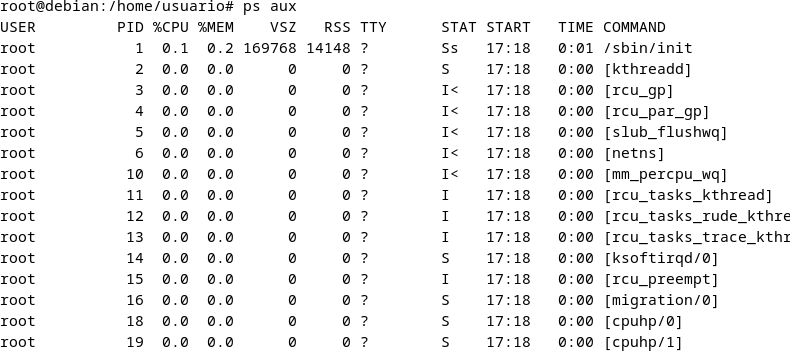 root@debian:/home/usuario# ps aux
USER         PID %CPU %MEM    VSZ   RSS TTY      STAT START   TIME COMMAND
root           1  0.1  0.2 169768 14148 ?        Ss   17:18   0:01 /sbin/init
root           2  0.0  0.0      0     0 ?        S    17:18   0:00 [kthreadd]
root           3  0.0  0.0      0     0 ?        I<   17:18   0:00 [rcu_gp]
root           4  0.0  0.0      0     0 ?        I<   17:18   0:00 [rcu_par_gp]
root           5  0.0  0.0      0     0 ?        I<   17:18   0:00 [slub_flushwq]
root           6  0.0  0.0      0     0 ?        I<   17:18   0:00 [netns]
root          10  0.0  0.0      0     0 ?        I<   17:18   0:00 [mm_percpu_wq]
root          11  0.0  0.0      0     0 ?        I    17:18   0:00 [rcu_tasks_kthread]
root          12  0.0  0.0      0     0 ?        I    17:18   0:00 [rcu_tasks_rude_kthre
root          13  0.0  0.0      0     0 ?        I    17:18   0:00 [rcu_tasks_trace_kthr
root          14  0.0  0.0      0     0 ?        S    17:18   0:00 [ksoftirqd/0]
root          15  0.0  0.0      0     0 ?        I    17:18   0:00 [rcu_preempt]
root          16  0.0  0.0      0     0 ?        S    17:18   0:00 [migration/0]
root          18  0.0  0.0      0     0 ?        S    17:18   0:00 [cpuhp/0]
root          19  0.0  0.0      0     0 ?        S    17:18   0:00 [cpuhp/1]